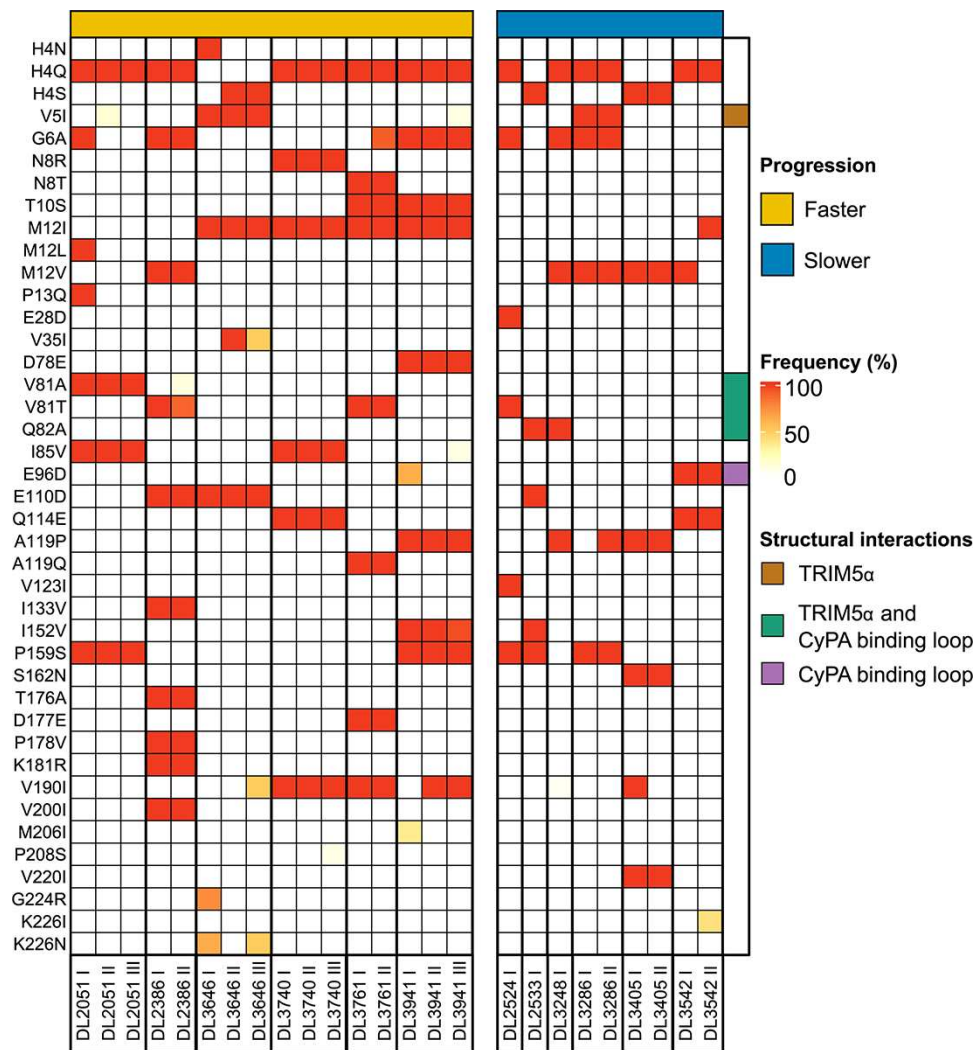 H4N
H4Q
H4S
V5I
G6A
N8R
N8T
T10S
M12I
M12L
M12V
P13Q
E28D
V35I
D78E
V81A
V81T
Q82A
I85V
E96D
E110D
Q114E
A119P
A119Q
V123I
I133V
I152V
P159S
S162N
T176A
D177E
P178V
K181R
V190I
V200I
M206I
P208S
V220I
G224R
K226I
K226N
DL2051 I
DL2051 II
DL2051 III
DL2386 I
DL2386 II
DL3646 I
DL3646 II
DL3646 III
DL3740 I
DL3740 II
DL3740 III
DL3761 I
DL3761 II
DL3941 I
DL3941 II
DL3941 III
DL2524 I
DL2533 I
DL3248 I
DL3286 I
DL3286 II
DL3405 I
DL3405 II
DL3542 I
DL3542 II
Progression
Faster
Slower
Frequency (%)
100
50
0
Structural interactions
TRIM5α
TRIM5α and
CyPA binding loop
CyPA binding loop